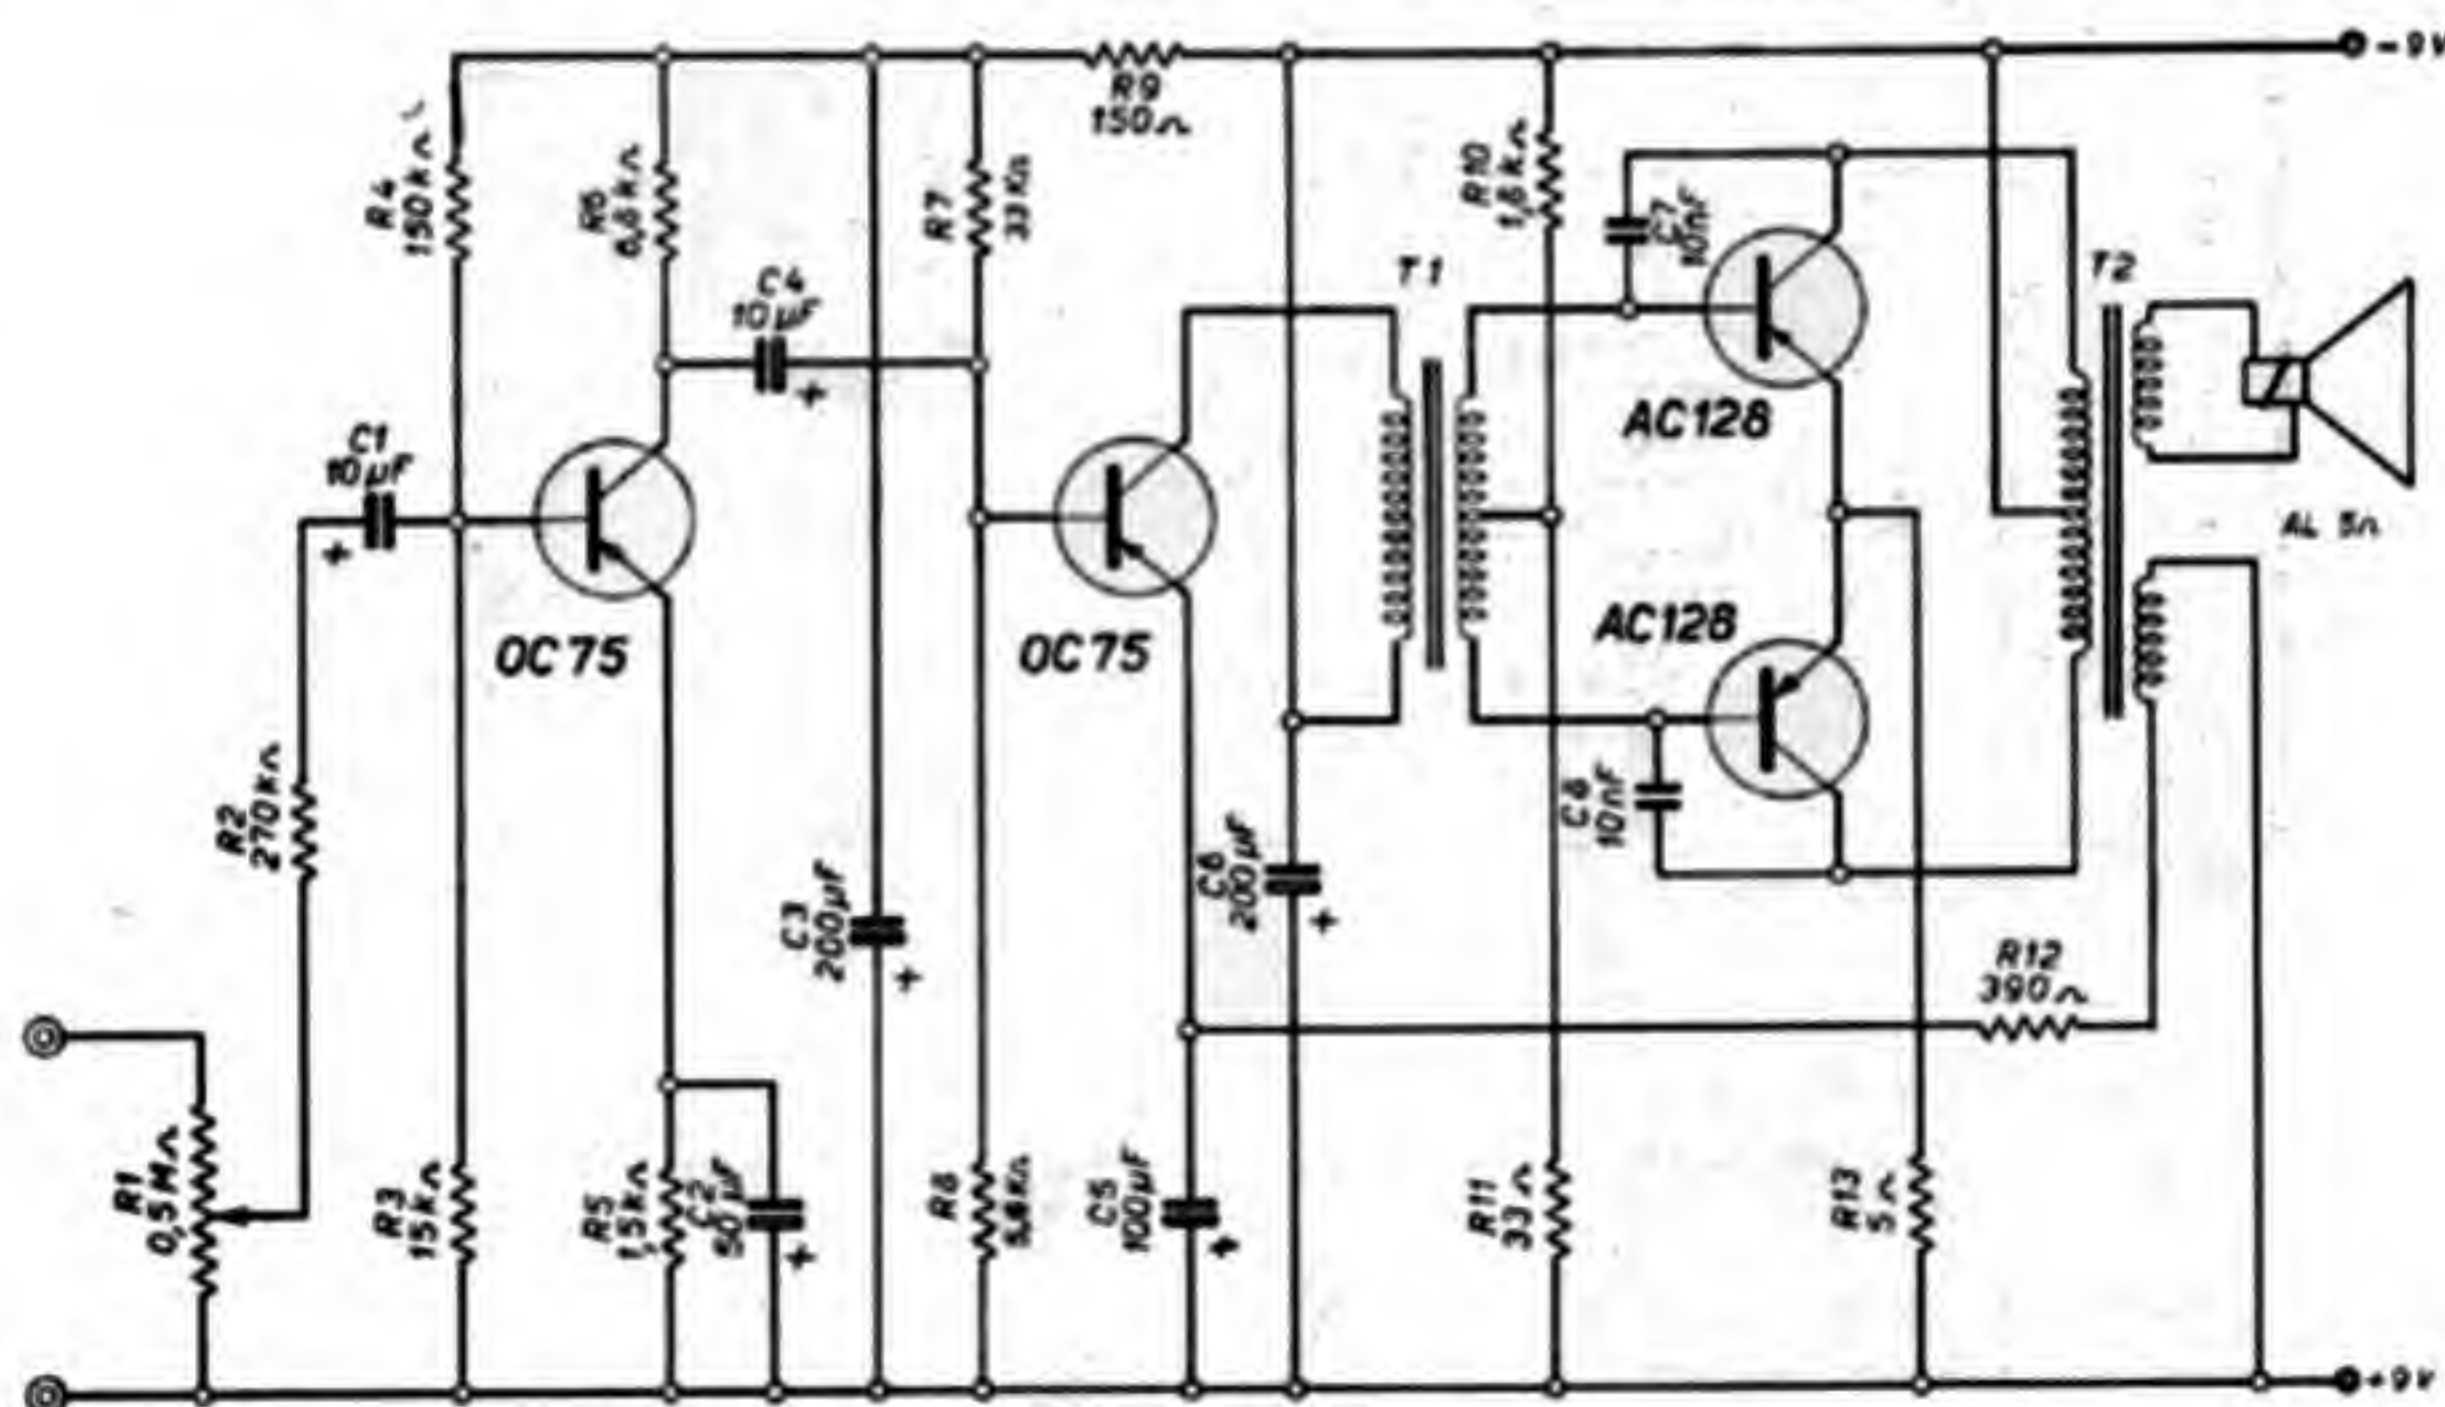 -9V
R9
150Ω
R4
150kΩ
R6
6,8kΩ
R7
33KΩ
R10
1,6kΩ
C7
10nF
C4
10µF
+
T1
T2
AC128
C1
10µF
+
AL 5Ω
OC75
OC75
AC128
R2
270KΩ
C8
10nF
C6
200µF
+
C3
200µF
+
R12
390Ω
R1
0,5MΩ
R3
15kΩ
R5
1,5kΩ
C2
50µF
+
R8
5,6KΩ
C5
100µF
+
R11
33Ω
R13
5Ω
+9V